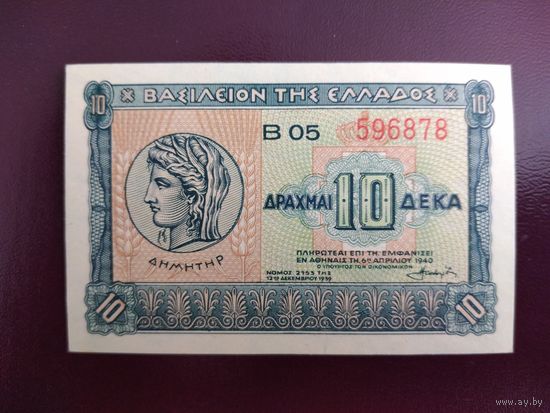 10 ΒΑΣΙΛΕΙΟΝ ΤΗΣ ΕΛΛΑΔΟΣ 10
B 05 596878
ΔΡΑΧΜΑΙ 10 ΔΕΚΑ
ΔΗΜΗΤΗΡ
ΠΛΗΡΩΤΕΑΙ ΕΠΙ ΤΗ ΕΜΦΑΝΙΣΕΙ
ΕΝ ΑΘΗΝΑΙΣ ΤΗ 6Η ΑΠΡΙΛΙΟΥ 1940
Ο ΥΠΟΥΡΓΟΣ ΤΩΝ ΟΙΚΟΝΟΜΙΚΩΝ
ΝΟΜΟΣ 2155 ΤΗΣ
12ΗΣ ΔΕΚΕΜΒΡΙΟΥ 1939
10 10
www.ay.by